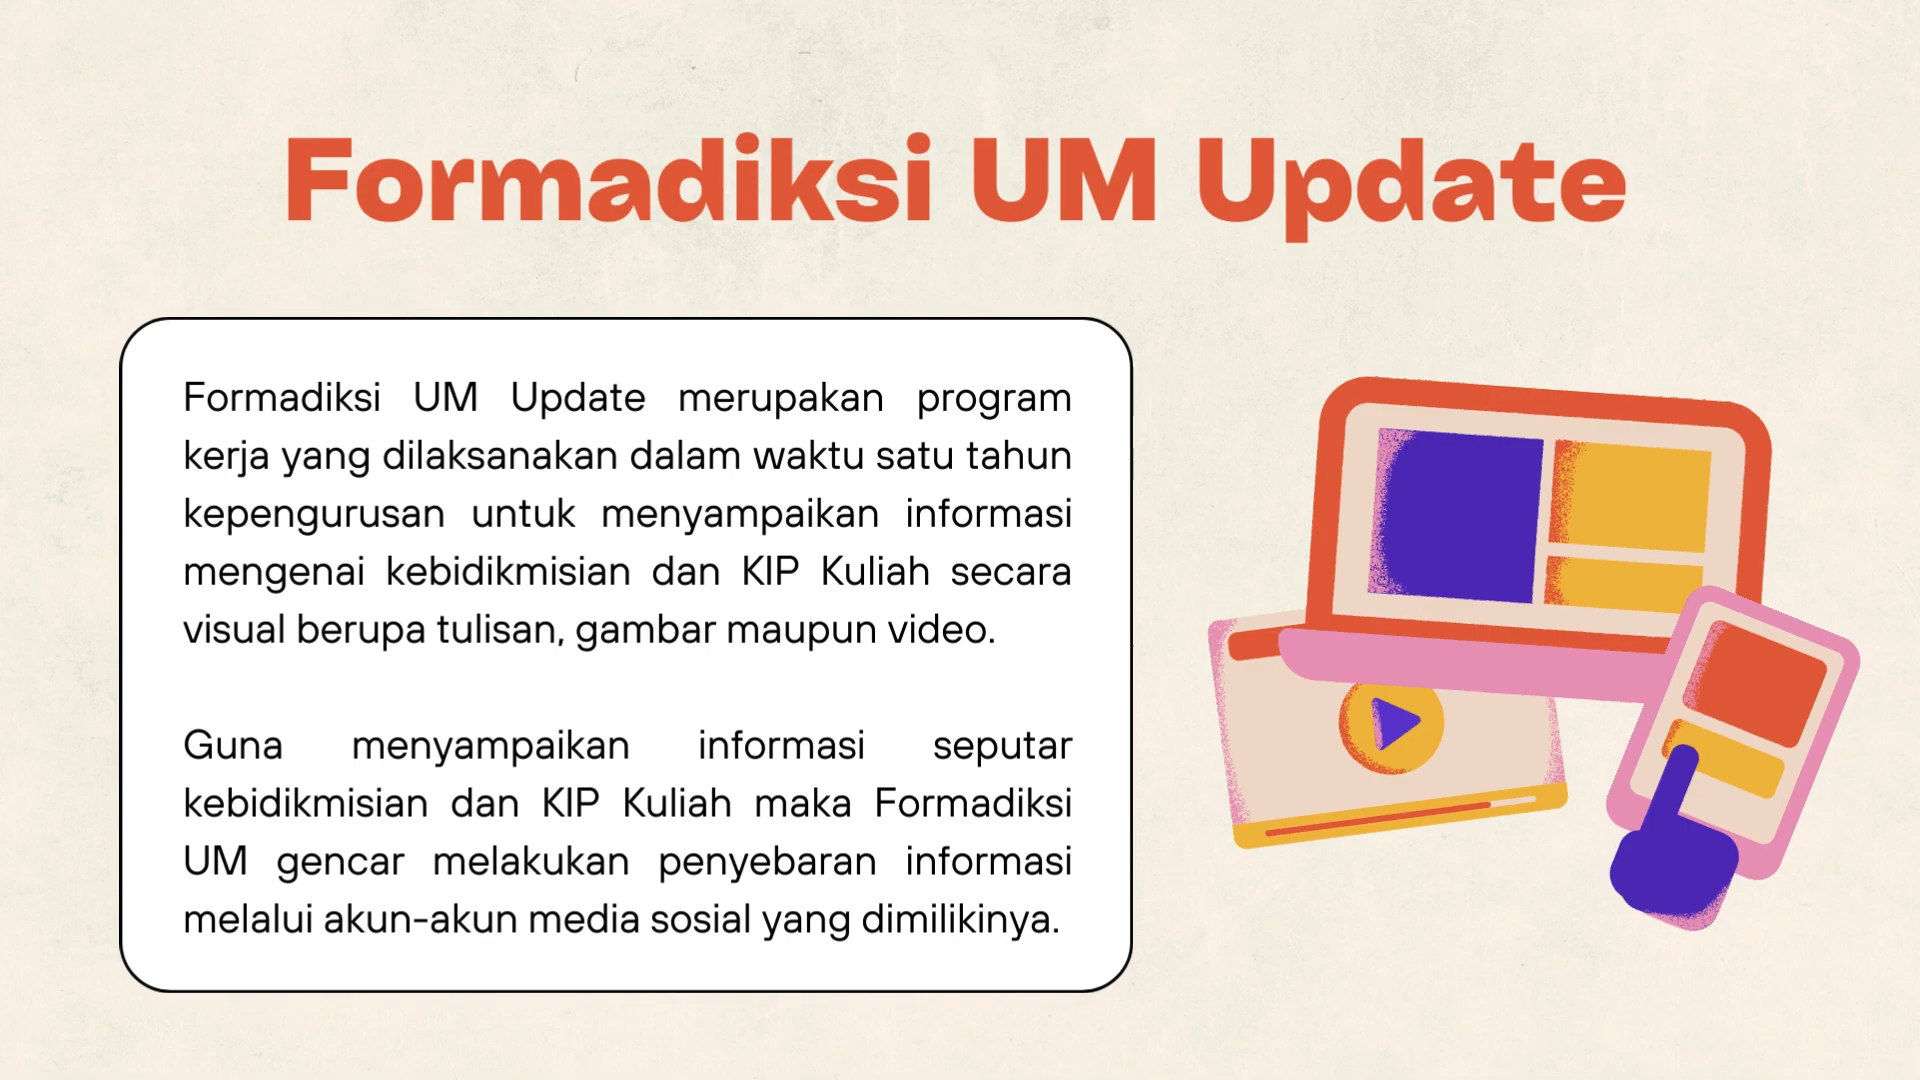 Formadiksi UM Update
Formadiksi UM Update merupakan program
kerja yang dilaksanakan dalam waktu satu tahun
kepengurusan untuk menyampaikan informasi
mengenai kebidikmisian dan KIP Kuliah secara
visual berupa tulisan, gambar maupun video.
Guna menyampaikan informasi seputar
kebidikmisian dan KIP Kuliah maka Formadiksi
UM gencar melakukan penyebaran informasi
melalui akun-akun media sosial yang dimilikinya.